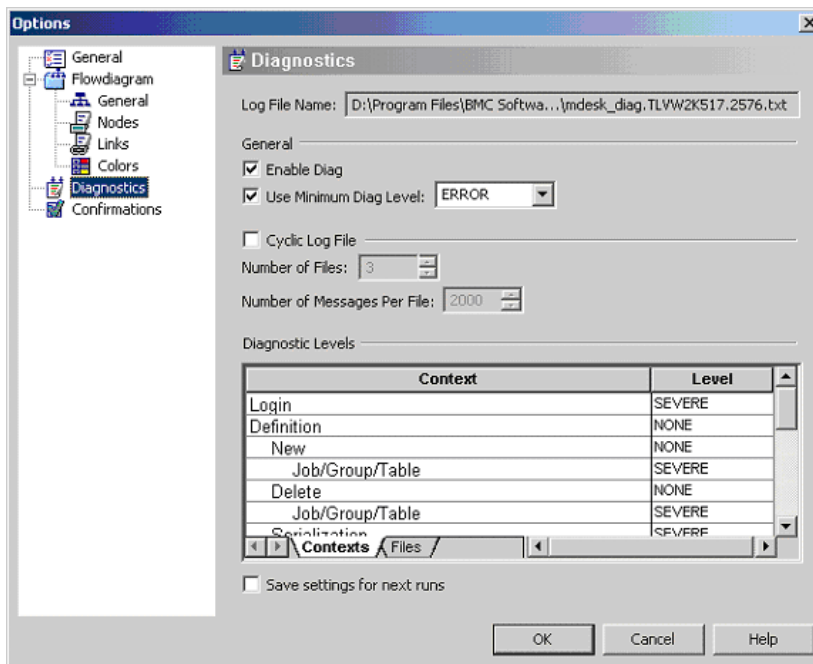 Options
General
Flowdiagram
General
Nodes
Links
Colors
Diagnostics
Confirmations
Diagnostics
Log File Name: D:\Program Files\BMC Softwa...\mdesk_diag.TLVW2K517.2576.txt
General
Enable Diag
Use Minimum Diag Level: ERROR
Cyclic Log File
Number of Files: 3
Number of Messages Per File: 2000
Diagnostic Levels
Context Level
Login SEVERE
Definition NONE
New NONE
Job/Group/Table SEVERE
Delete NONE
Job/Group/Table SEVERE
Serialization SEVERE
Contexts Files
Save settings for next runs
OK Cancel Help